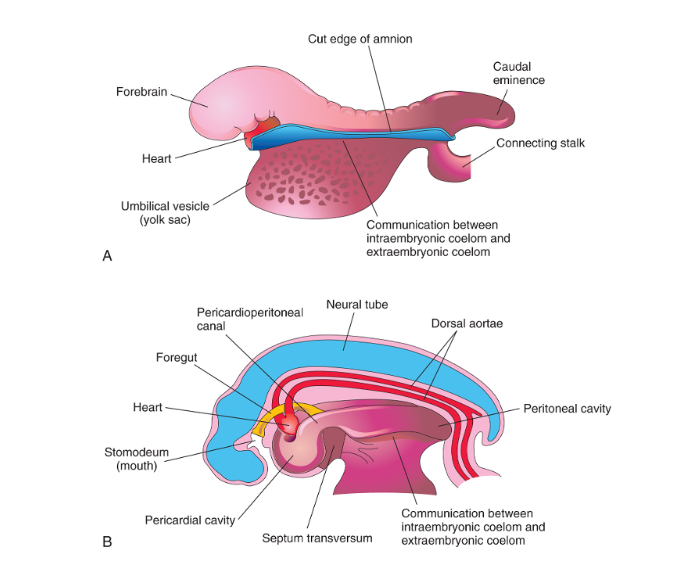 Cut edge of amnion
Caudal
eminence
Forebrain
Connecting stalk
Heart
Umbilical vesicle
(yolk sac)
Communication between
intraembryonic coelom and
extraembryonic coelom
A
Neural tube
Pericardioperitoneal
canal
Dorsal aortae
Foregut
Heart
Peritoneal cavity
Stomodeum
(mouth)
Pericardial cavity
Septum transversum
Communication between
intraembryonic coelom and
extraembryonic coelom
B